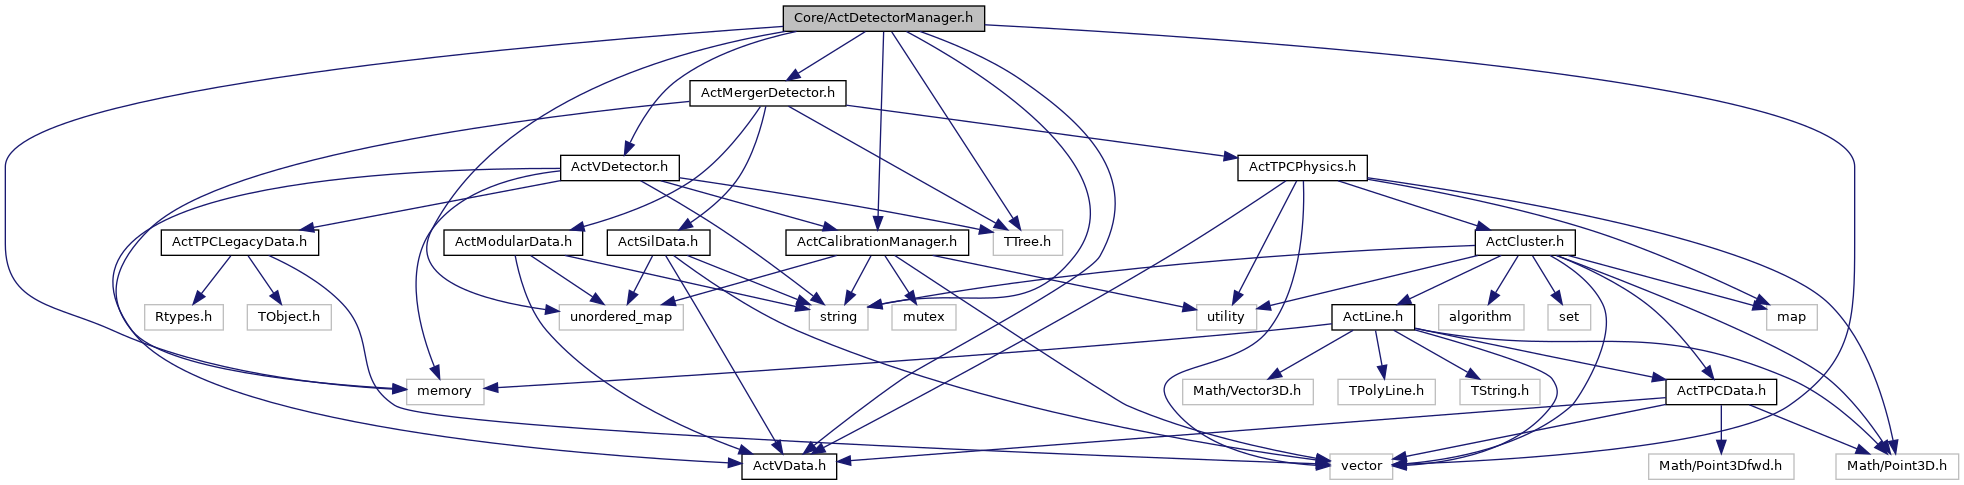 Core/ActDetectorManager.h
ActMergerDetector.h
ActVDetector.h
ActTPCPhysics.h
ActTPCLegacyData.h
ActModularData.h
ActSilData.h
ActCalibrationManager.h
TTree.h
ActCluster.h
Rtypes.h
TObject.h
unordered_map
string
mutex
utility
ActLine.h
algorithm
set
map
memory
Math/Vector3D.h
TPolyLine.h
TString.h
ActTPCData.h
ActVData.h
vector
Math/Point3Dfwd.h
Math/Point3D.h